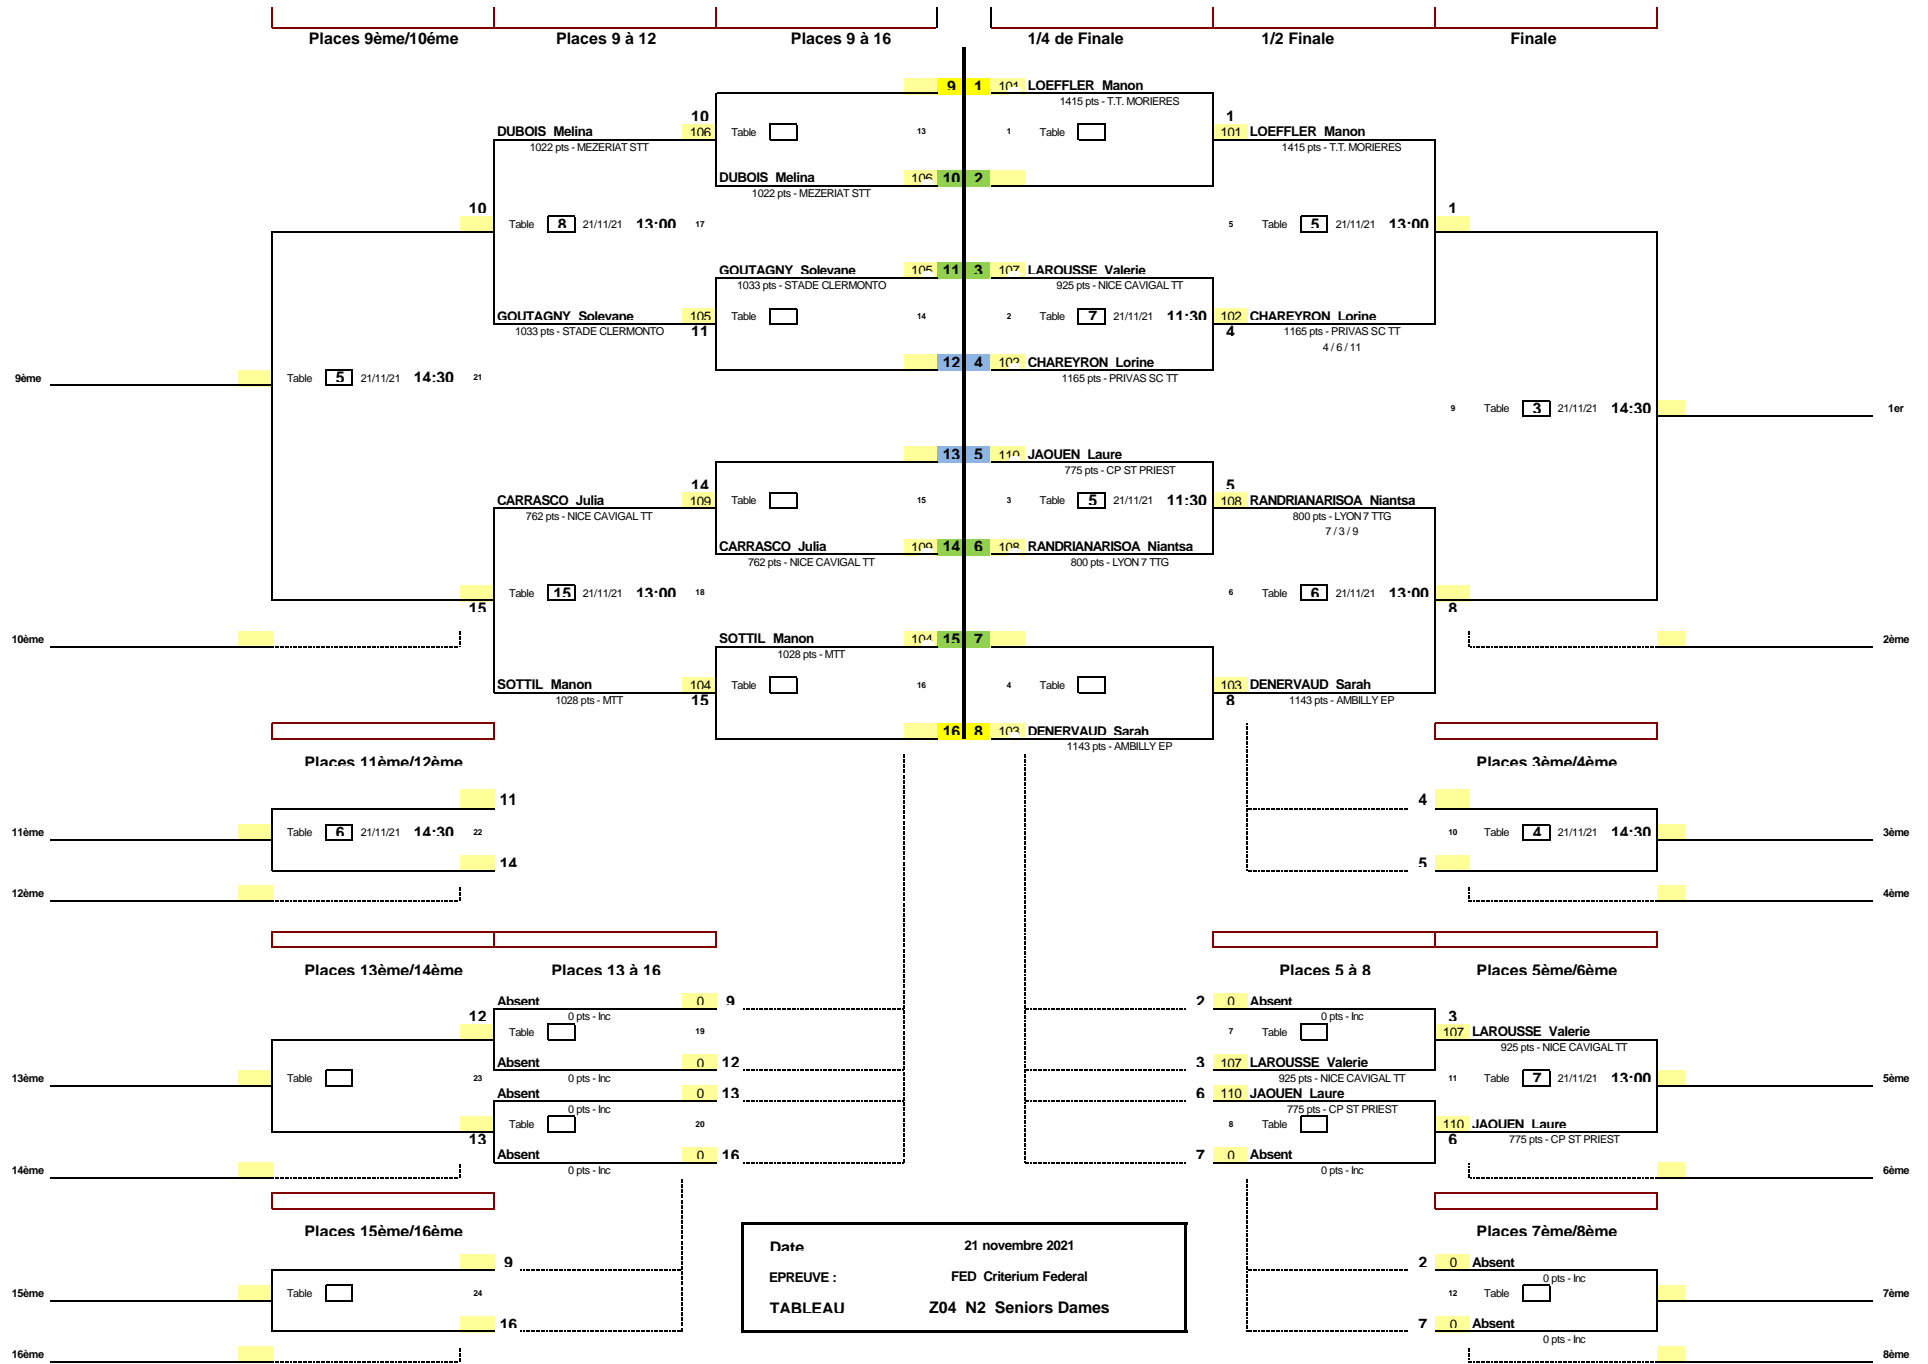 Places 9ème/10éme Places 9 à 12 Places 9 à 16 1/4 de Finale 1/2 Finale Finale
9 1 101 LOEFFLER Manon
1415 pts - T.T. MORIERES
10 1
DUBOIS Melina 106 Table 13 1 Table 101 LOEFFLER Manon
1022 pts - MEZERIAT STT 1415 pts - T.T. MORIERES
DUBOIS Melina 106 10 2
1022 pts - MEZERIAT STT
10 1
Table 8 21/11/21 13:00 17 5 Table 5 21/11/21 13:00
GOUTAGNY Solevane 105 11 3 107 LAROUSSE Valerie
1033 pts - STADE CLERMONTO 925 pts - NICE CAVIGAL TT
GOUTAGNY Solevane 105 Table 14 2 Table 7 21/11/21 11:30 102 CHAREYRON Lorine
1033 pts - STADE CLERMONTO 11 4 1165 pts - PRIVAS SC TT
4 / 6 / 11
12 4 102 CHAREYRON Lorine
1165 pts - PRIVAS SC TT
9ème Table 5 21/11/21 14:30 21
9 Table 3 21/11/21 14:30 1er
13 5 110 JAOUEN Laure
775 pts - CP ST PRIEST
14 5
CARRASCO Julia 109 Table 15 3 Table 5 21/11/21 11:30 108 RANDRIANARISOA Niantsa
762 pts - NICE CAVIGAL TT 800 pts - LYON 7 TTG
7 / 3 / 9
CARRASCO Julia 109 14 6 108 RANDRIANARISOA Niantsa
762 pts - NICE CAVIGAL TT 800 pts - LYON 7 TTG
Table 15 21/11/21 13:00 18 6 Table 6 21/11/21 13:00
15 8
10ème SOTTIL Manon 104 15 7 2ème
1028 pts - MTT
SOTTIL Manon 104 Table 16 4 Table 103 DENERVAUD Sarah
1028 pts - MTT 15 8 1143 pts - AMBILLY EP
16 8 103 DENERVAUD Sarah
1143 pts - AMBILLY EP
Places 11ème/12ème Places 3ème/4ème
11 4
11ème Table 6 21/11/21 14:30 22 10 Table 4 21/11/21 14:30 3ème
14 5
12ème 4ème
Places 13ème/14ème Places 13 à 16 Places 5 à 8 Places 5ème/6ème
Absent 0 9 2 0 Absent
0 pts - Inc 0 pts - Inc
12 3
Table 19 7 Table 107 LAROUSSE Valerie
925 pts - NICE CAVIGAL TT
Absent 0 12 3 107 LAROUSSE Valerie
0 pts - Inc 925 pts - NICE CAVIGAL TT
13ème Table 23 11 Table 7 21/11/21 13:00 5ème
Absent 0 13 6 110 JAOUEN Laure
0 pts - Inc 775 pts - CP ST PRIEST
Table 20 8 Table 110 JAOUEN Laure
13 6 775 pts - CP ST PRIEST
Absent 0 16 7 0 Absent
0 pts - Inc 0 pts - Inc
14ème 6ème
Places 15ème/16ème Places 7ème/8ème
Date 21 novembre 2021
9 2 0 Absent
0 pts - Inc
EPREUVE : FED Criterium Federal
15ème Table 24 12 Table 7ème
TABLEAU Z04 N2 Seniors Dames
16 7 0 Absent
0 pts - Inc
16ème 8ème